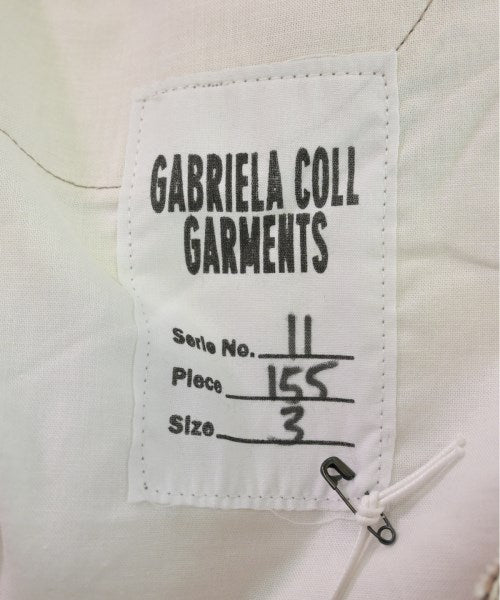 GABRIELA COLL
GARMENTS
Serie No. 11
Piece 155
Size 3